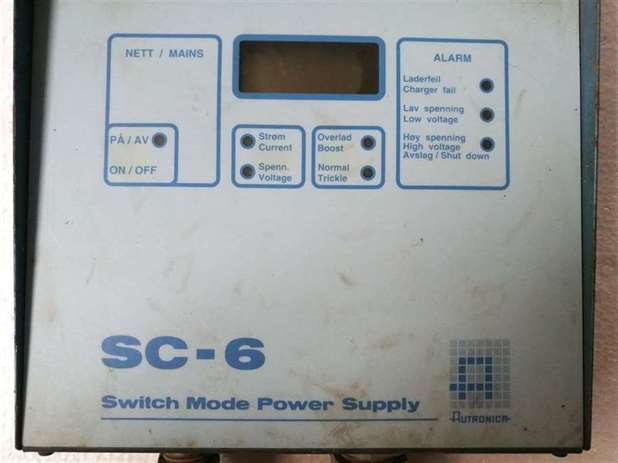 NETT / MAINS
PÅ / AV
ON / OFF
Strøm
Current
Spenn.
Voltage
Overlad
Boost
Normal
Trickle
ALARM
Laderfeil
Charger fail
Lav spenning
Low voltage
Høy spenning
High voltage
Avslag / Shut down
SC-6
Switch Mode Power Supply
AUTRONICA